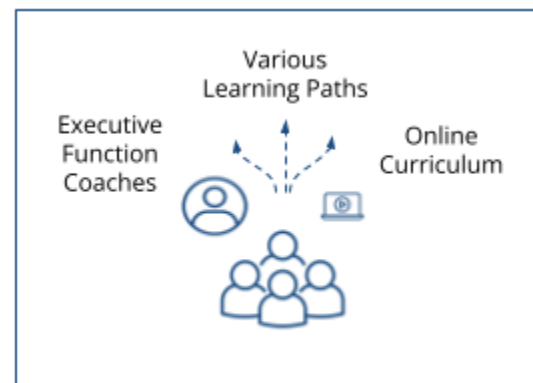 Various
Learning Paths
Executive
Function
Coaches
Online
Curriculum